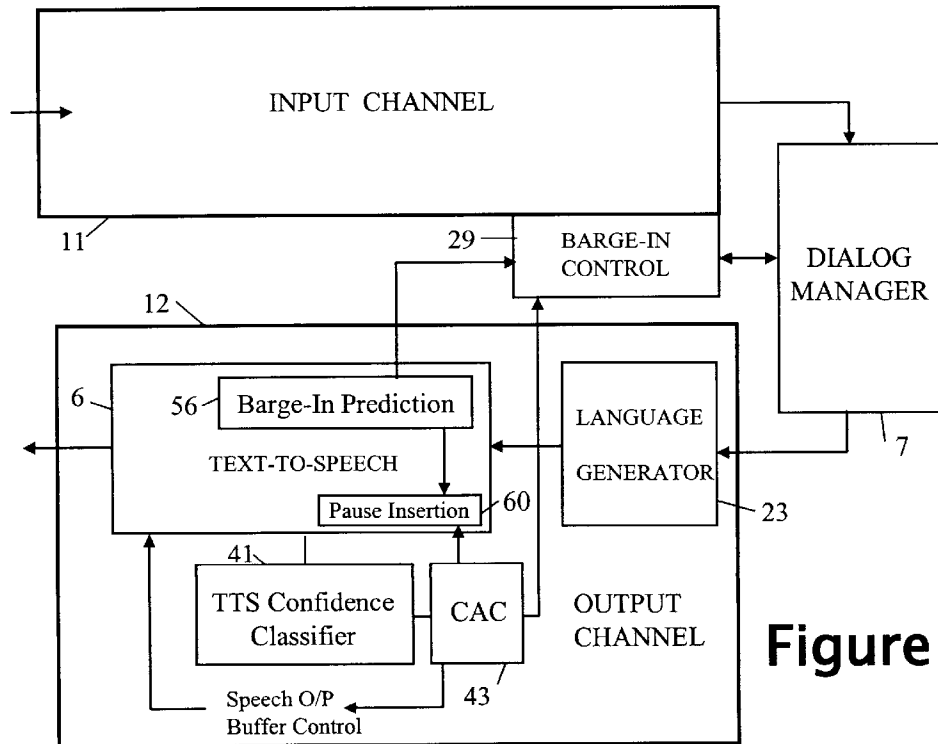 INPUT CHANNEL
11
29
BARGE-IN
CONTROL
DIALOG
MANAGER
7
12
6
56
Barge-In Prediction
TEXT-TO-SPEECH
Pause Insertion
60
LANGUAGE
GENERATOR
23
41
TTS Confidence
Classifier
CAC
43
OUTPUT
CHANNEL
Speech O/P
Buffer Control
Figure